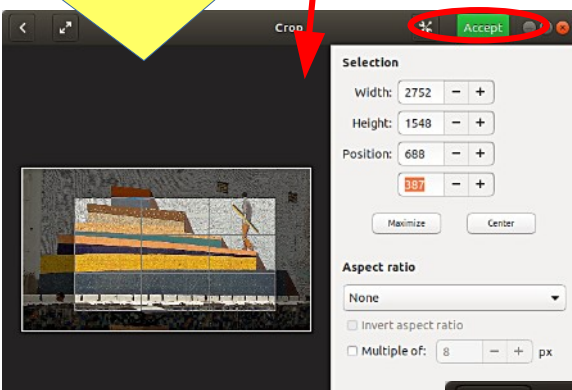 Crop
Accept
Selection
Width: 2752 - +
Height: 1548 - +
Position: 688 - +
387 - +
Maximize
Center
Aspect ratio
None
Invert aspect ratio
Multiple of: 8 - + px